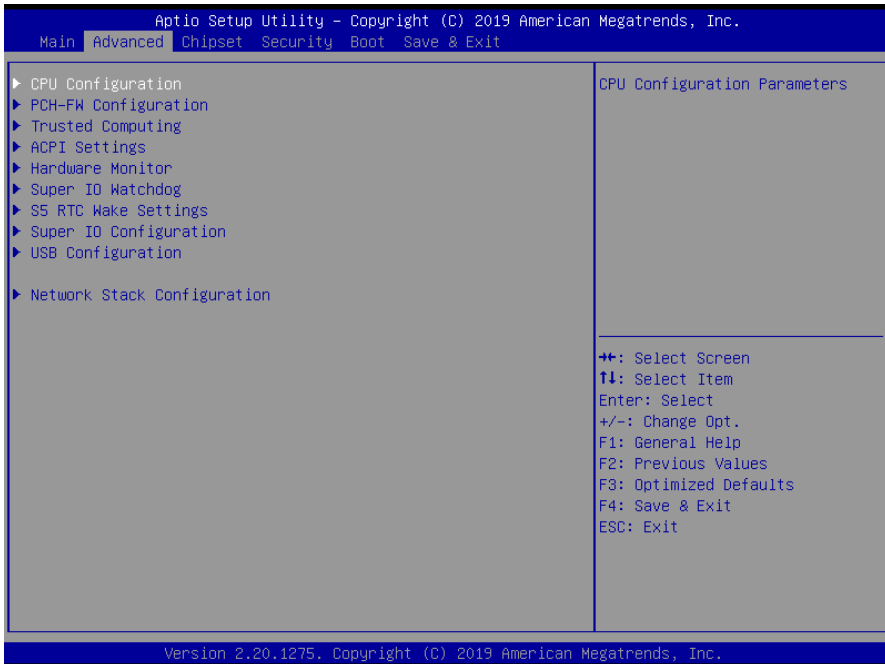 Aptio Setup Utility – Copyright (C) 2019 American Megatrends, Inc.
Main Advanced Chipset Security Boot Save & Exit
▶ CPU Configuration
▶ PCH-FW Configuration
▶ Trusted Computing
▶ ACPI Settings
▶ Hardware Monitor
▶ Super IO Watchdog
▶ S5 RTC Wake Settings
▶ Super IO Configuration
▶ USB Configuration
▶ Network Stack Configuration
CPU Configuration Parameters
→←: Select Screen
↑↓: Select Item
Enter: Select
+/-: Change Opt.
F1: General Help
F2: Previous Values
F3: Optimized Defaults
F4: Save & Exit
ESC: Exit
Version 2.20.1275. Copyright (C) 2019 American Megatrends, Inc.